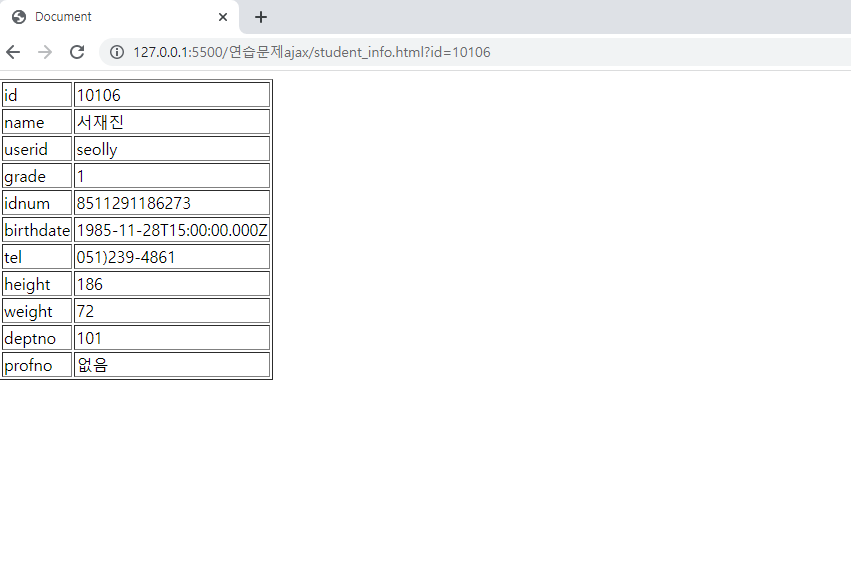 Document
127.0.0.1:5500/연습문제ajax/student_info.html?id=10106
id 10106
name 서재진
userid seolly
grade 1
idnum 8511291186273
birthdate 1985-11-28T15:00:00.000Z
tel 051)239-4861
height 186
weight 72
deptno 101
profno 없음